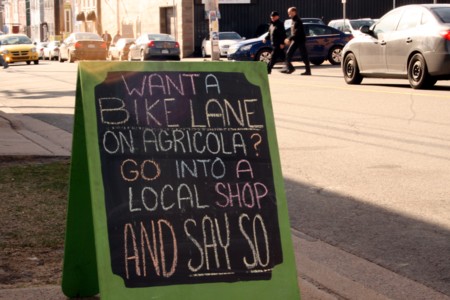 WANT A
BIKE LANE
ON AGRICOLA?
GO INTO A
LOCAL SHOP
AND SAY SO